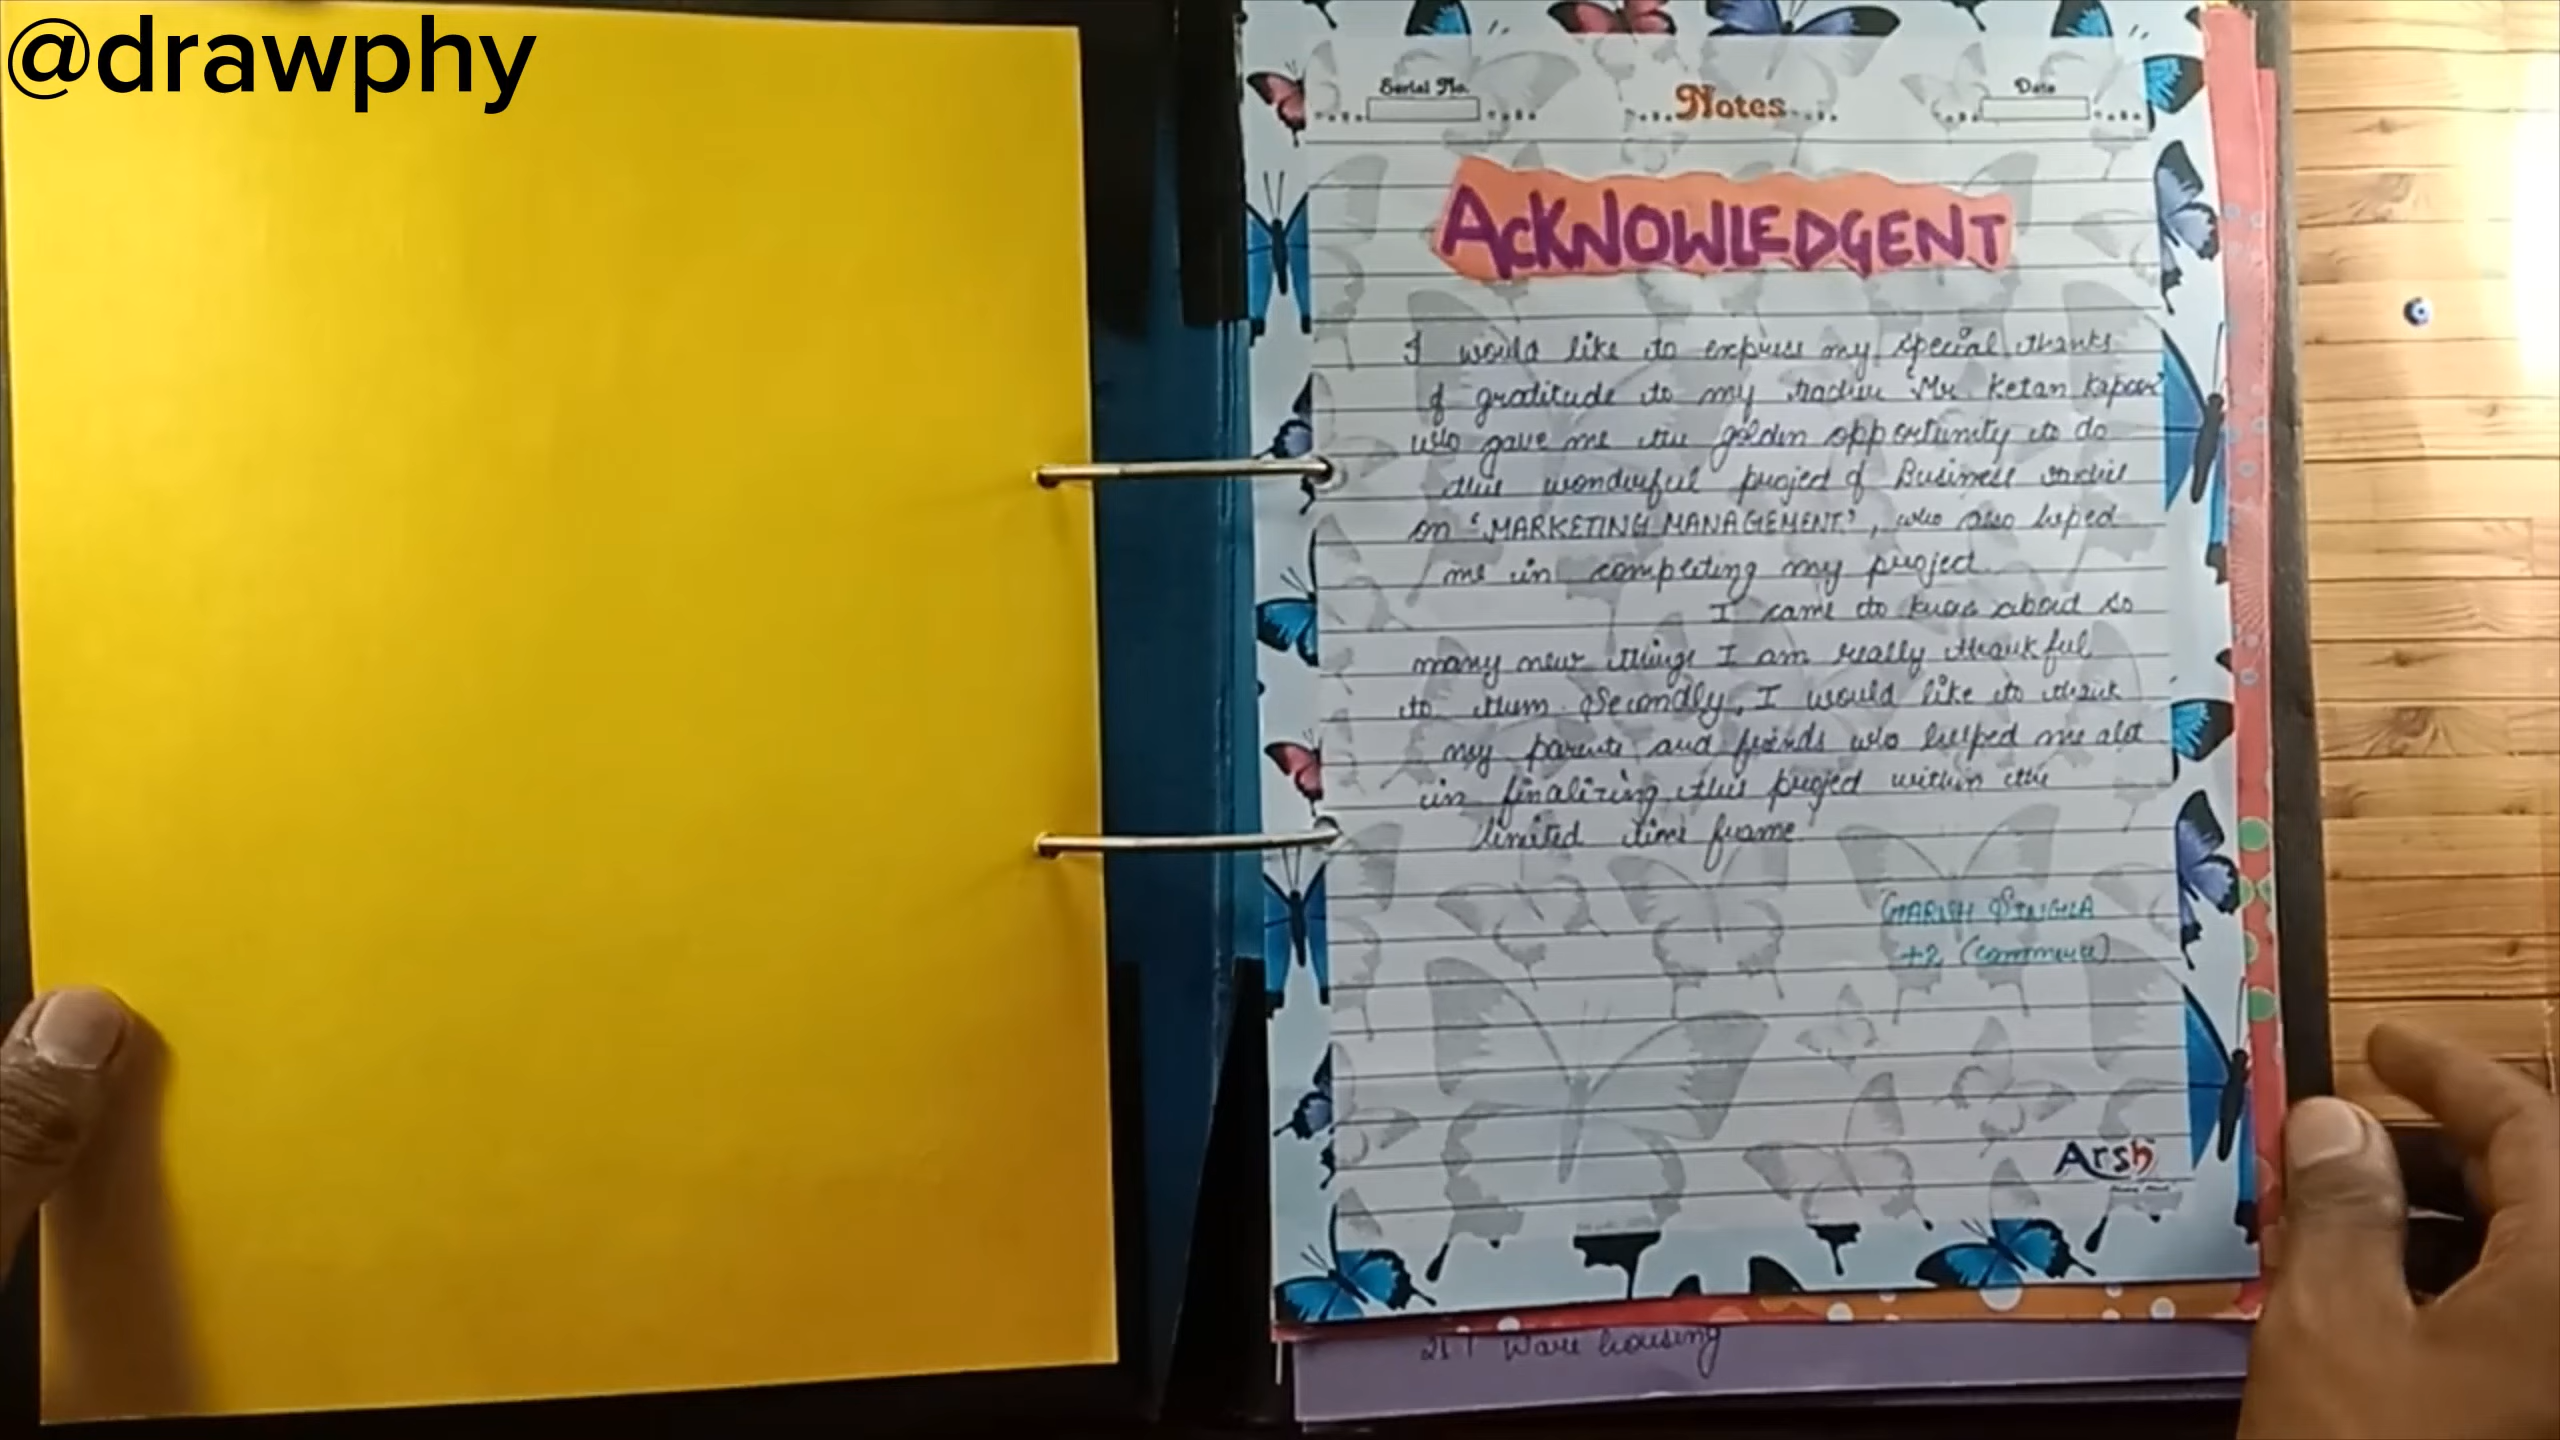 @drawphy
Serial No.
Notes
Date
ACKNOWLEDGENT
I would like to express my special thanks
of gratitude to my teacher 'Mr. Ketan Kapoor'
who gave me the golden opportunity to do
this wonderful project of Business studies
on 'MARKETING MANAGEMENT', who also helped
me in completing my project.
I came to know about so
many new things I am really thankful
to them. Secondly, I would like to thank
my parents and friends who helped me alot
in finalizing this project within the
limited time frame.
GARISH SINGLA
+2 (commerce)
Arsh
21) Ware housing